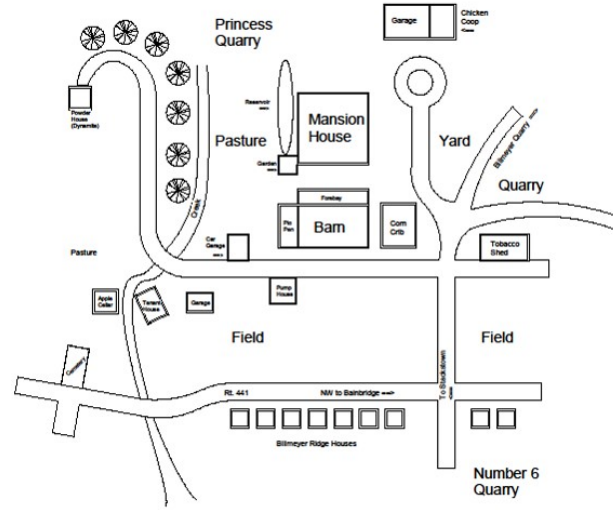 Princess
Quarry
Garage
Chicken
Coop
Powder
House
(Dynamite)
Reservoir
Pasture
Mansion
House
Yard
Billmeyer Quarry
Quarry
Garden
Creek
Forebay
Pig
Pen
Barn
Corn
Crib
Car
Garage
Tobacco
Shed
Pasture
Apple
Cellar
Tenant
House
Garage
Pump
House
Field
Field
Cemetery
Rt. 441
NW to Bainbridge ==>
To Stackstown
Billmeyer Ridge Houses
Number 6
Quarry